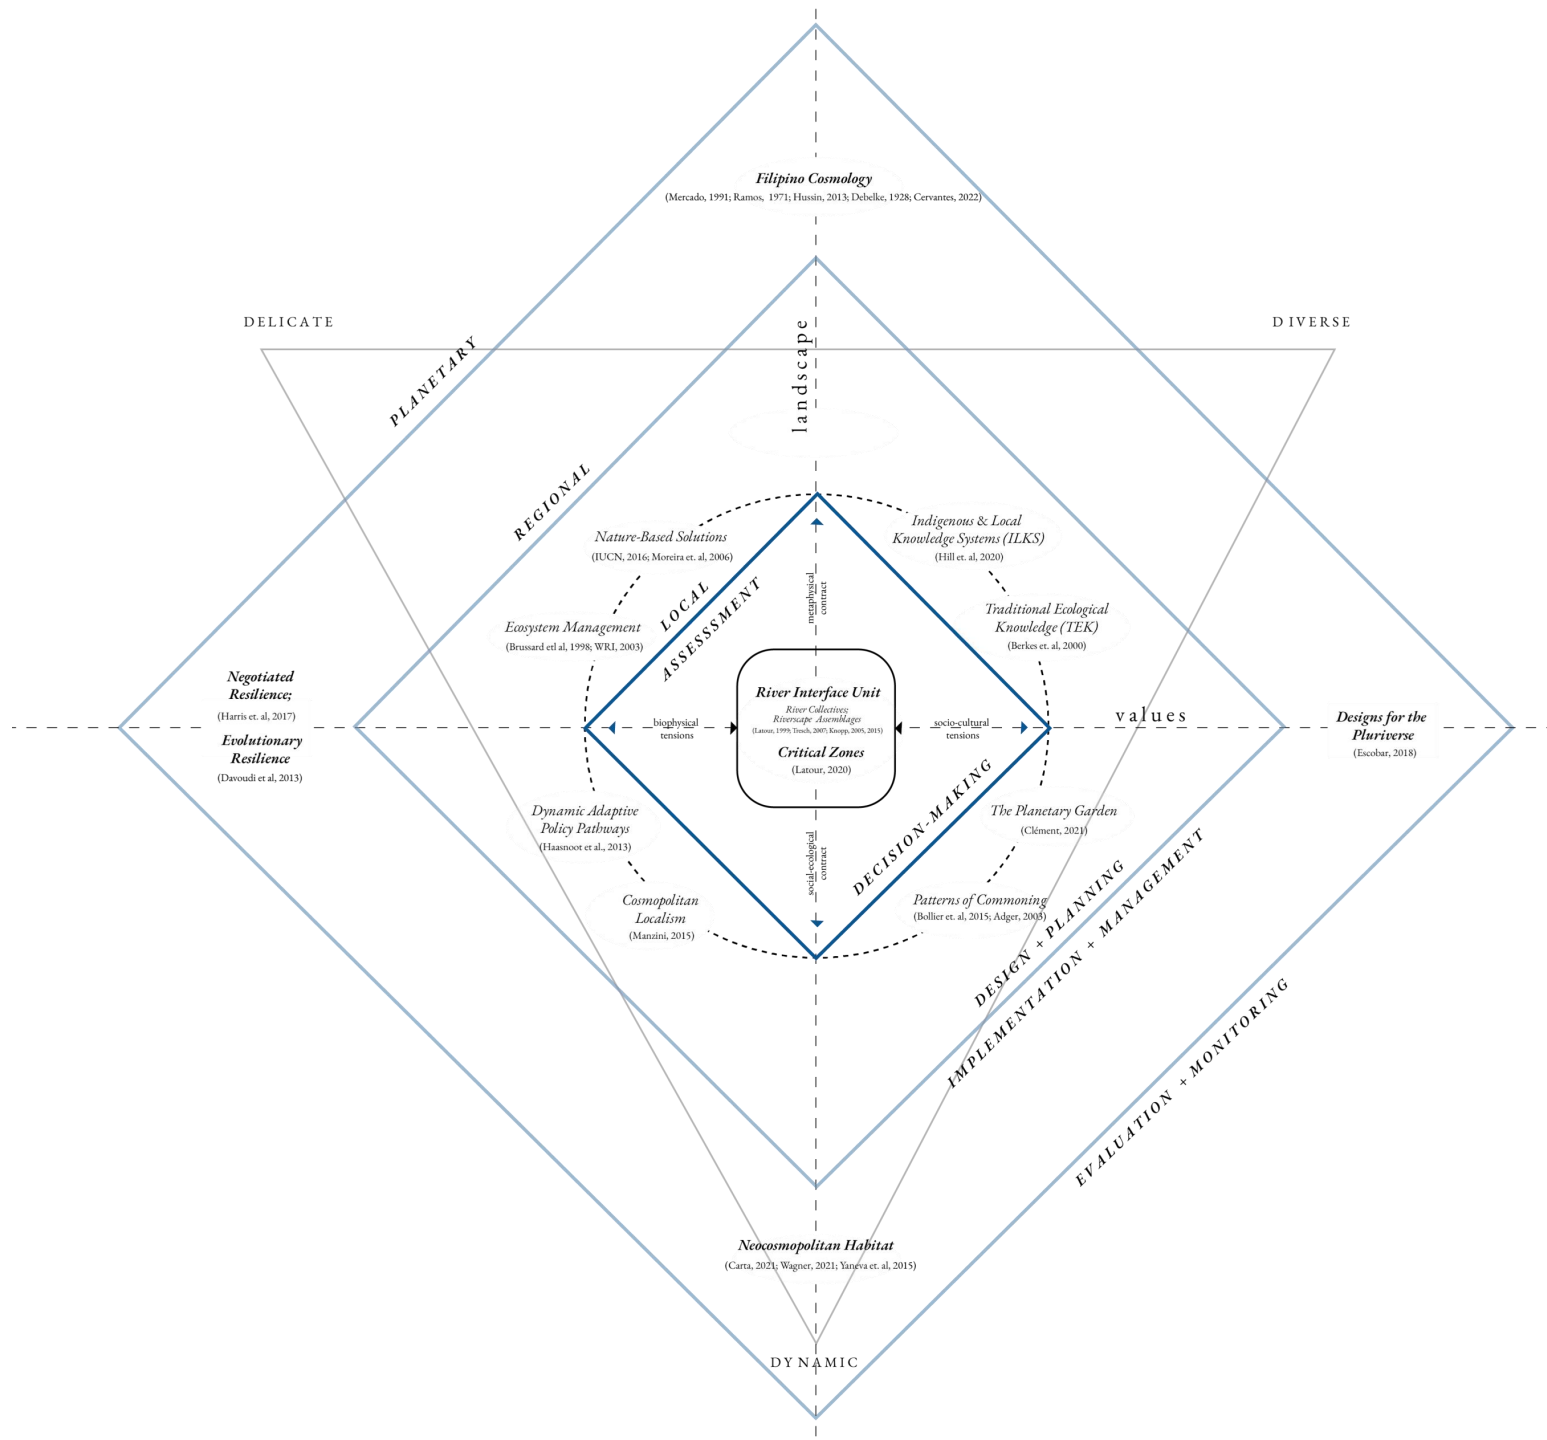 Filipino Cosmology
(Mercado, 1991; Ramos, 1971; Hussin, 2013; Debelke, 1928; Cervantes, 2022)
DELICATE
DIVERSE
PLANETARY
landscape
REGIONAL
Nature-Based Solutions
(IUCN, 2016; Moreira et. al, 2006)
Indigenous & Local
Knowledge Systems (ILKS)
(Hill et. al, 2020)
LOCAL
ASSESSSMENT
metaphysical
contract
Ecosystem Management
(Brussard etl al, 1998; WRI, 2003)
Traditional Ecological
Knowledge (TEK)
(Berkes et. al, 2000)
Negotiated
Resilience;
(Harris et. al, 2017)
Evolutionary
Resilience
(Davoudi et al, 2013)
biophysical
tensions
River Interface Unit
River Collectives;
Riverscape Assemblages
(Latour, 1999; Tresch, 2007; Knopp, 2005, 2015)
Critical Zones
(Latour, 2020)
socio-cultural
tensions
values
Designs for the
Pluriverse
(Escobar, 2018)
Dynamic Adaptive
Policy Pathways
(Haasnoot et al., 2013)
social-ecological
contract
DECISION-MAKING
The Planetary Garden
(Clément, 2021)
Cosmopolitan
Localism
(Manzini, 2015)
Patterns of Commoning
(Bollier et. al, 2015; Adger, 2003)
DESIGN + PLANNING
IMPLEMENTATION + MANAGEMENT
EVALUATION + MONITORING
Neocosmopolitan Habitat
(Carta, 2021; Wagner, 2021; Yaneva et. al, 2015)
DYNAMIC